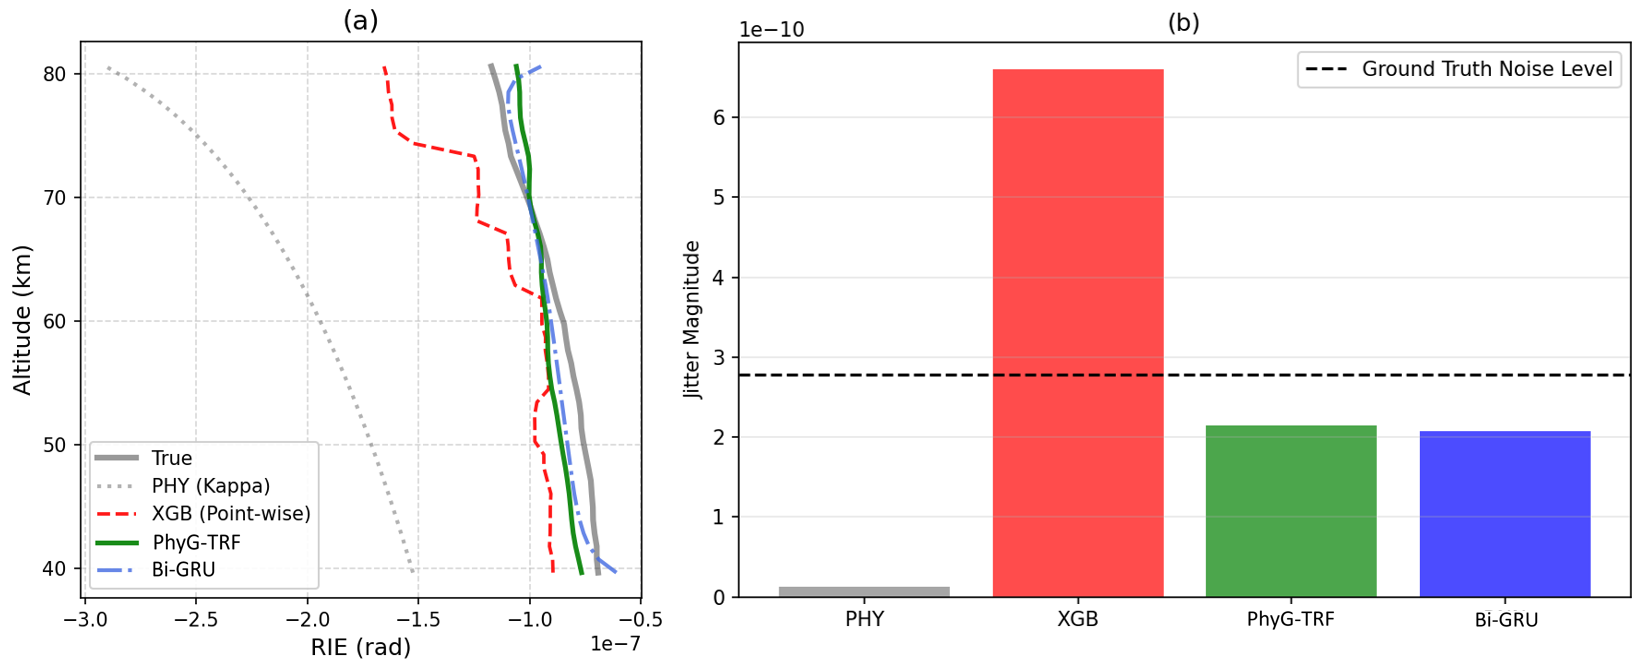 (a)
80
70
60
50
40
Altitude (km)
True
PHY (Kappa)
XGB (Point-wise)
PhyG-TRF
Bi-GRU
−3.0
−2.5
−2.0
−1.5
−1.0
−0.5
1e−7
RIE (rad)
(b)
1e−10
Ground Truth Noise Level
6
5
4
3
2
1
0
Jitter Magnitude
PHY
XGB
PhyG-TRF
Bi-GRU